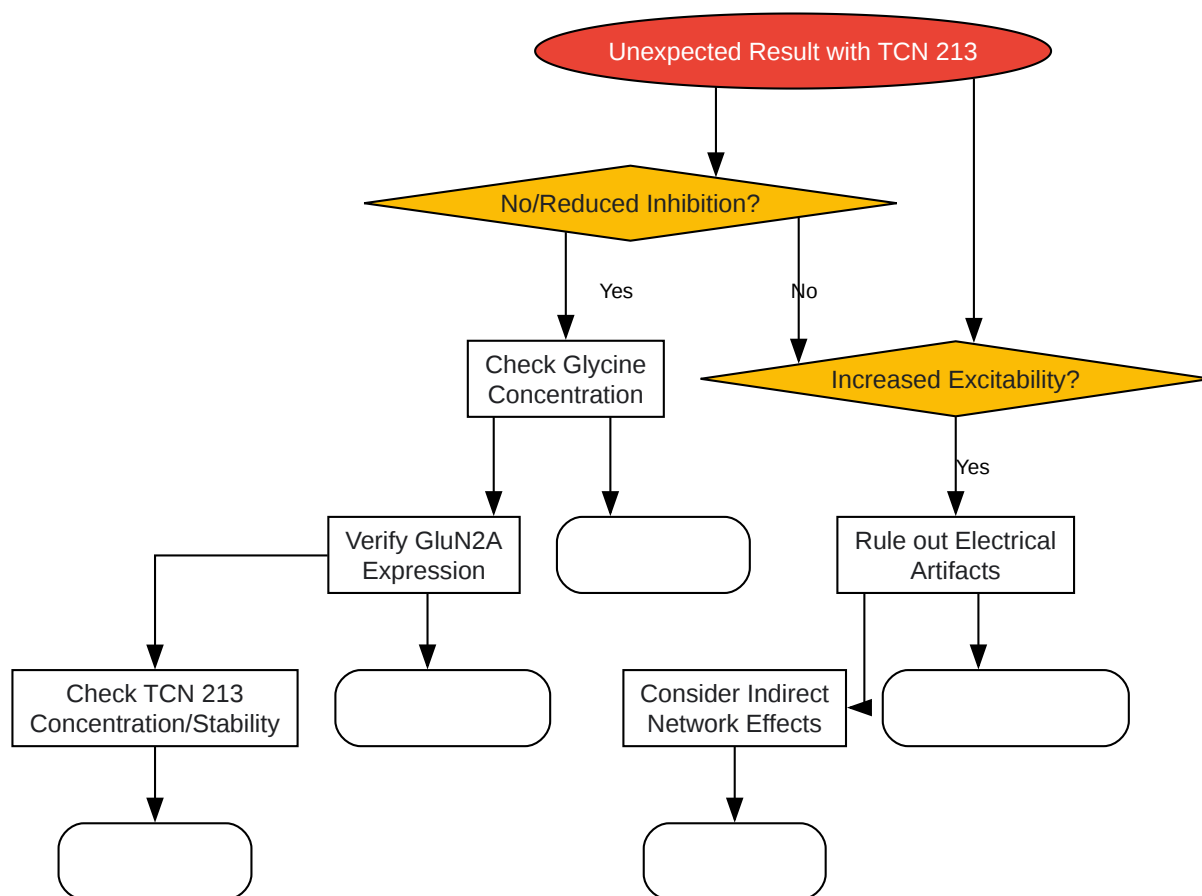 Unexpected Result with TCN 213
No/Reduced Inhibition?
Yes
No
Check Glycine
Concentration
Increased Excitability?
Yes
Verify GluN2A
Expression
Rule out Electrical
Artifacts
Check TCN 213
Concentration/Stability
Consider Indirect
Network Effects